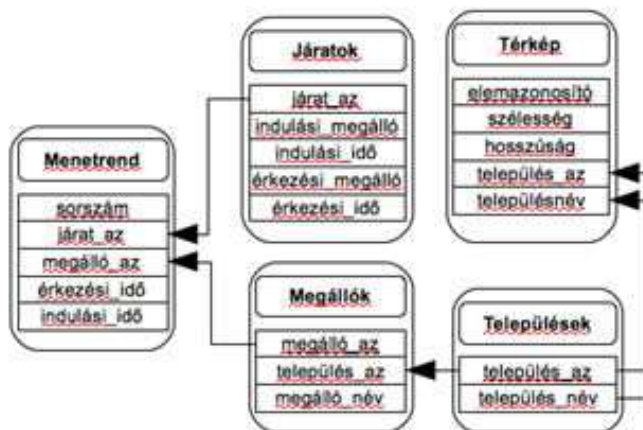 Járatok
járat_az
indulási_megálló
indulási_idő
érkezési_megálló
érkezési_idő
Térkép
elemazonosító
szélesség
hosszúság
település_az
településnév
Menetrend
sorszám
járat_az
megálló_az
érkezési_idő
indulási_idő
Megállók
megálló_az
település_az
megálló_név
Települések
település_az
település_név